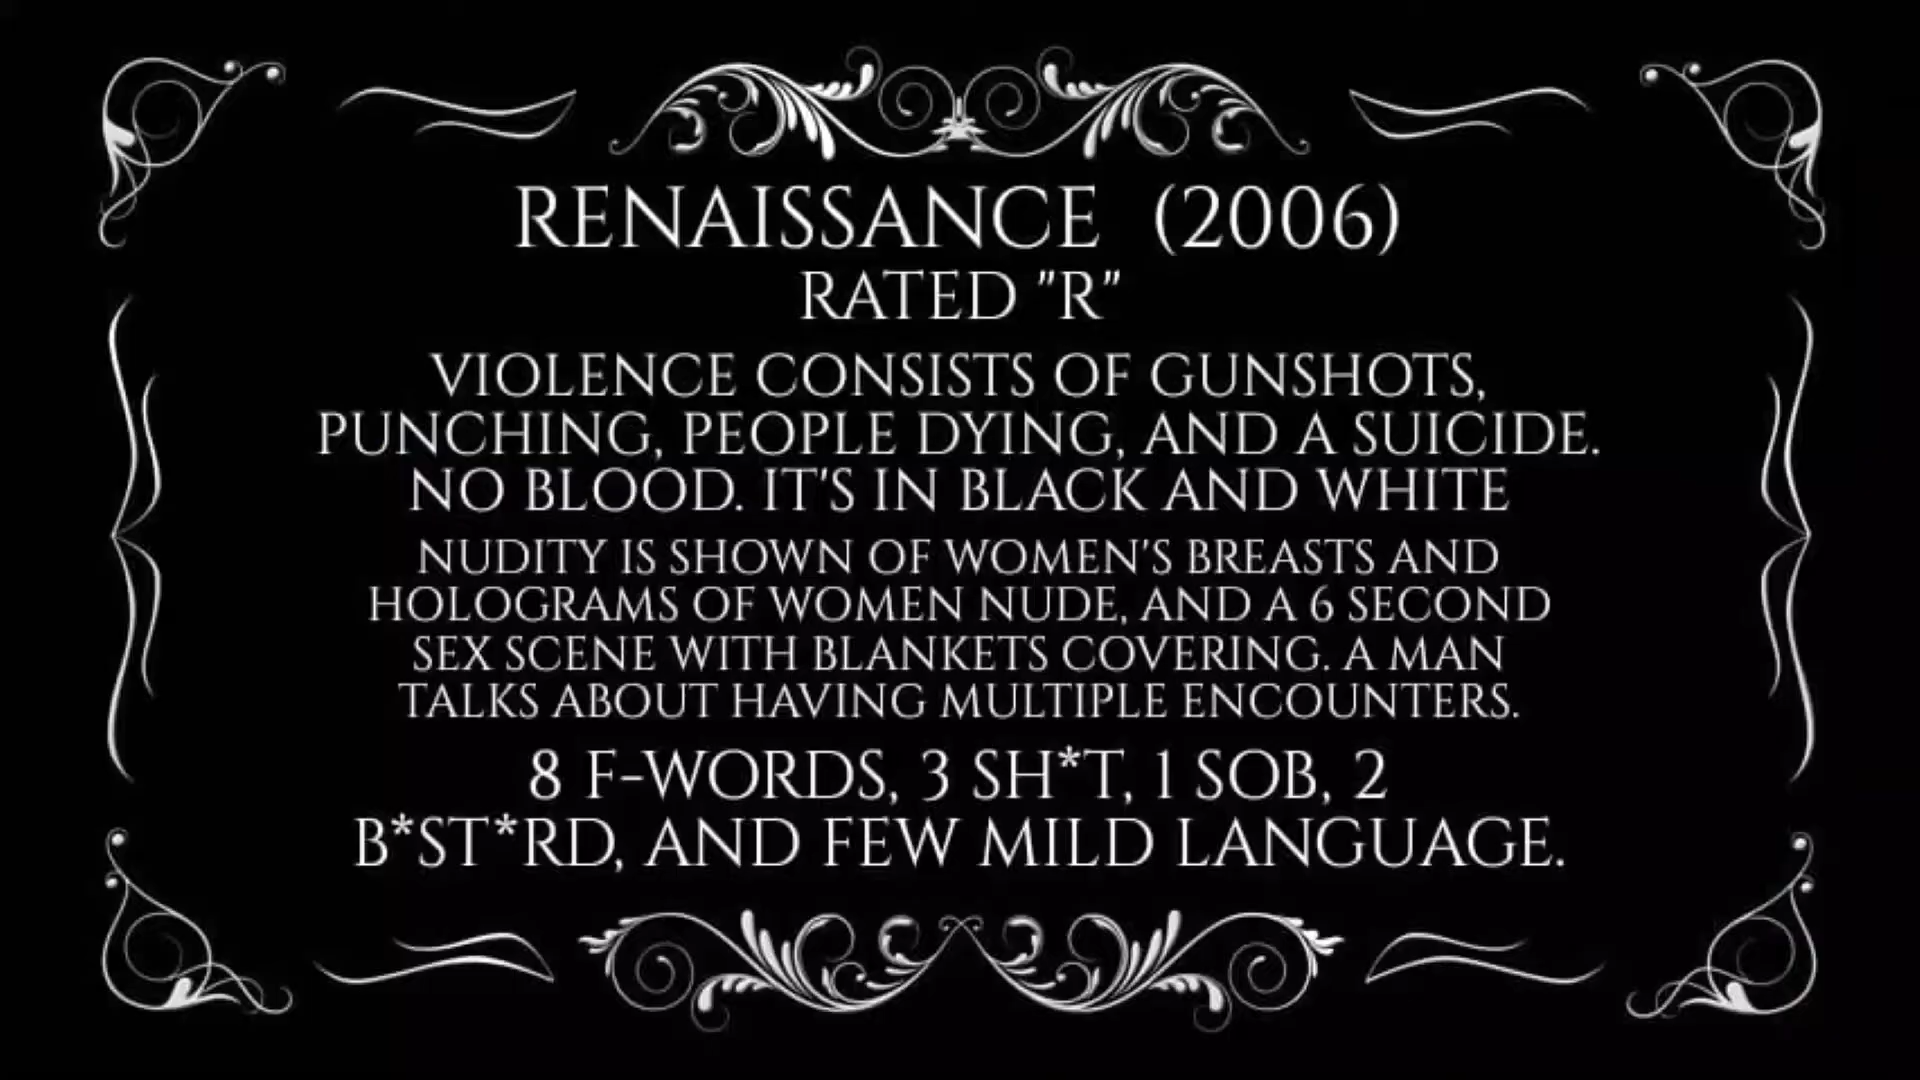 RENAISSANCE (2006)
RATED "R"
VIOLENCE CONSISTS OF GUNSHOTS,
PUNCHING, PEOPLE DYING, AND A SUICIDE.
NO BLOOD. IT'S IN BLACK AND WHITE
NUDITY IS SHOWN OF WOMEN'S BREASTS AND
HOLOGRAMS OF WOMEN NUDE, AND A 6 SECOND
SEX SCENE WITH BLANKETS COVERING. A MAN
TALKS ABOUT HAVING MULTIPLE ENCOUNTERS.
8 F-WORDS, 3 SH*T, 1 SOB, 2
B*ST*RD, AND FEW MILD LANGUAGE.